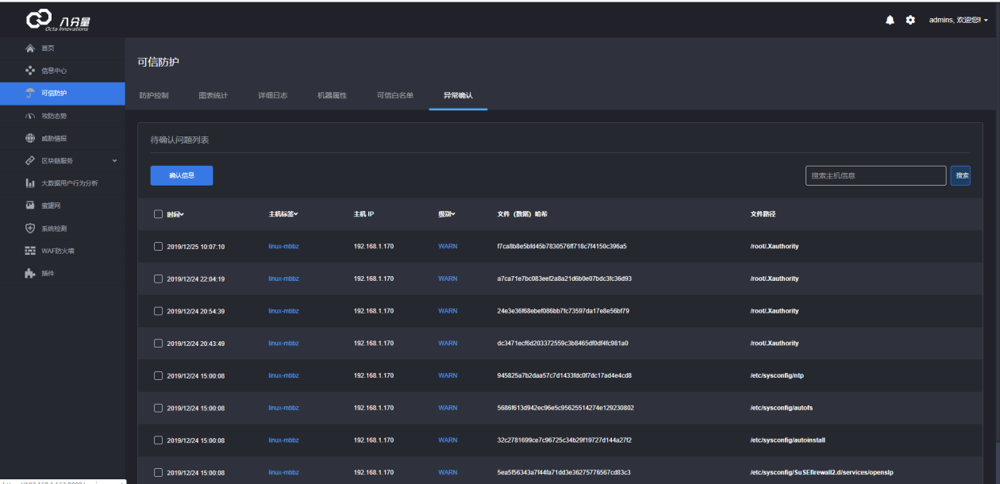 八分量
Octa Innovations
admins, 欢迎您!
首页
信息中心
可信防护
攻防态势
威胁情报
区块链服务
大数据用户行为分析
蜜罐网
系统检测
WAF防火墙
插件
可信防护
防护控制 图表统计 详细日志 机器属性 可信白名单 异常确认
待确认问题列表
确认信息 搜索主机信息 搜索
时间 主机标签 主机 IP 级别 文件（数据）哈希 文件路径
2019/12/25 10:07:10 linux-mbbz 192.168.1.170 WARN f7ca8b8e5bfd45b7830576ff718c7f4150c396a5 /root/.Xauthority
2019/12/24 22:04:19 linux-mbbz 192.168.1.170 WARN a7ca71e7bc083eef2a8a21d6b0e07bdc3fc36d93 /root/.Xauthority
2019/12/24 20:54:39 linux-mbbz 192.168.1.170 WARN 24e3e36f68ebef086bb7fc73597da17e8e56bf79 /root/.Xauthority
2019/12/24 20:43:49 linux-mbbz 192.168.1.170 WARN dc3471ecf6d203372559c3b8465df0df4fc981a0 /root/.Xauthority
2019/12/24 15:00:08 linux-mbbz 192.168.1.170 WARN 945825a7b2daa57c7d1433fdc0f7dc17ad4e4cd8 /etc/sysconfig/ntp
2019/12/24 15:00:08 linux-mbbz 192.168.1.170 WARN 5686f613d942ec96e5c95625514274e129230802 /etc/sysconfig/autofs
2019/12/24 15:00:08 linux-mbbz 192.168.1.170 WARN 32c2781699ce7c96725c34b29f19727d144a27f2 /etc/sysconfig/autoinstall
2019/12/24 15:00:08 linux-mbbz 192.168.1.170 WARN 5ea5f56343a7f44fa71dd3e36275776567cd83c3 /etc/sysconfig/SuSEfirewall2.d/services/openslp